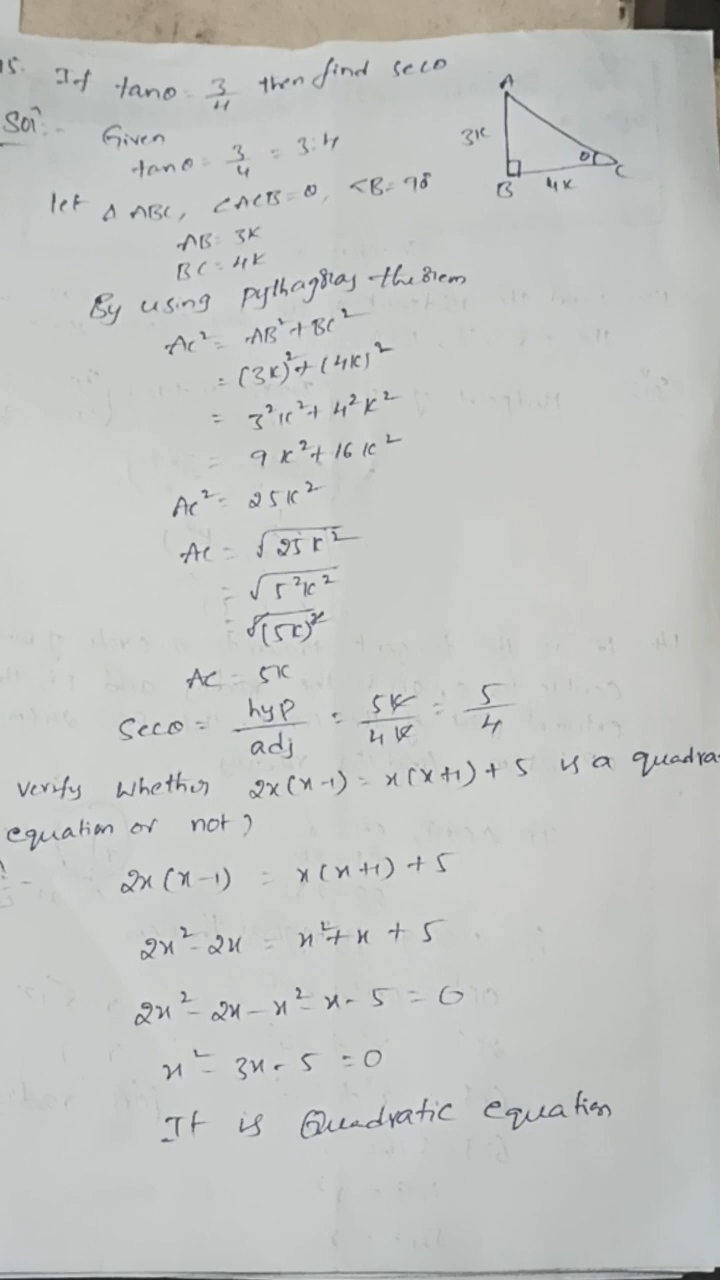 15. If tanθ = 3/4 then find secθ
Sol:- Given
tanθ = 3/4 = 3:4
let Δ ABC, ∠ACB = θ, ∠B = 90
AB = 3K
BC = 4K
A
3K
B 4K C
θ
By using pythagoras theorem
AC² = AB² + BC²
= (3K)² + (4K)²
= 3²K² + 4²K²
= 9K² + 16K²
AC² = 25K²
AC = √25K²
= √5²K²
= √(5K)²
AC = 5K
Secθ = hyp/adj = 5K/4K = 5/4
Verify Whether 2x(x-1) = x(x+1) + 5 is a quadra
equation or not?
2x(x-1) = x(x+1) + 5
2x² - 2x = x² + x + 5
2x² - 2x - x² - x - 5 = 0
x² - 3x - 5 = 0
It is Quadratic equation